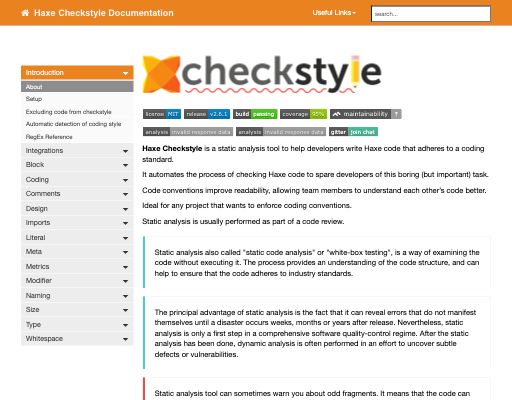 Haxe Checkstyle Documentation
Useful Links
search...
Introduction
About
Setup
Excluding code from checkstyle
Automatic detection of coding style
RegEx Reference
Integrations
Block
Coding
Comments
Design
Imports
Literal
Meta
Metrics
Modifier
Naming
Size
Type
Whitespace
checkstyle
license MIT release v2.6.1 build passing coverage 95% maintainability ?
analysis invalid response data analysis invalid response data gitter join chat
Haxe Checkstyle is a static analysis tool to help developers write Haxe code that adheres to a coding
standard.
It automates the process of checking Haxe code to spare developers of this boring (but important) task.
Code conventions improve readability, allowing team members to understand each other's code better.
Ideal for any project that wants to enforce coding conventions.
Static analysis is usually performed as part of a code review.
Static analysis also called "static code analysis" or "white-box testing", is a way of examining the
code without executing it. The process provides an understanding of the code structure, and can
help to ensure that the code adheres to industry standards.
The principal advantage of static analysis is the fact that it can reveal errors that do not manifest
themselves until a disaster occurs weeks, months or years after release. Nevertheless, static
analysis is only a first step in a comprehensive software quality-control regime. After the static
analysis has been done, dynamic analysis is often performed in an effort to uncover subtle
defects or vulnerabilities.
Static analysis tool can sometimes warn you about odd fragments. It means that the code can